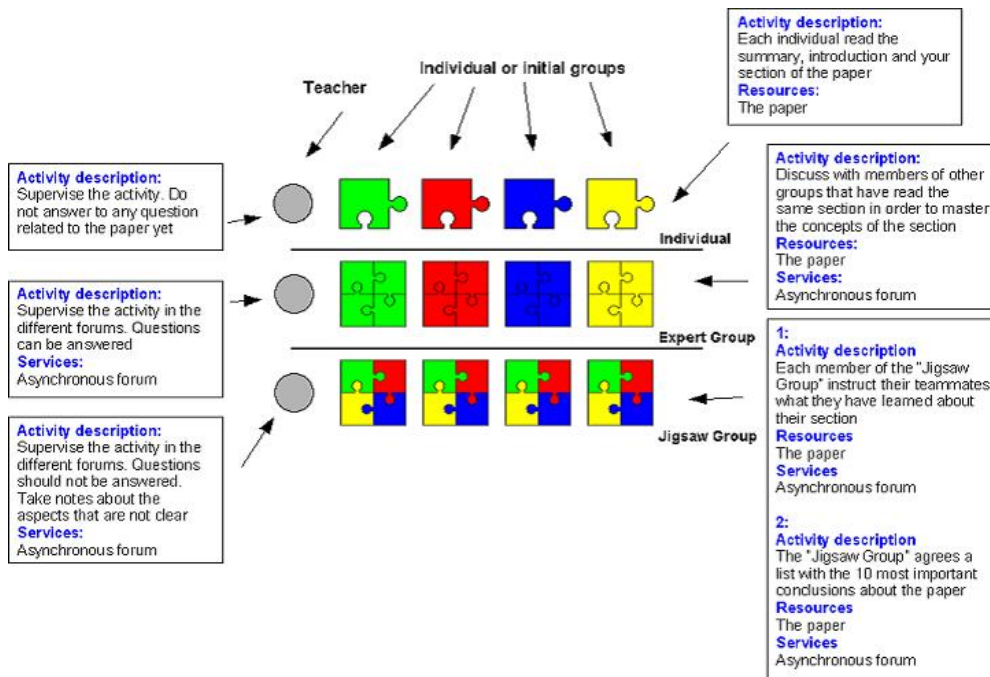 Activity description:
Each individual read the
summary, introduction and your
section of the paper
Resources:
The paper
Individual or initial groups
Teacher
Activity description:
Supervise the activity. Do
not answer to any question
related to the paper yet
Activity description:
Discuss with members of other
groups that have read the
same section in order to master
the concepts of the section
Resources:
The paper
Services:
Asynchronous forum
Individual
Activity description:
Supervise the activity in the
different forums. Questions
can be answered
Services:
Asynchronous forum
Expert Group
1:
Activity description
Each member of the "Jigsaw
Group" instruct their teammates
what they have learned about
their section
Resources
The paper
Services
Asynchronous forum
Activity description:
Supervise the activity in the
different forums. Questions
should not be answered.
Take notes about the
aspects that are not clear
Services:
Asynchronous forum
Jigsaw Group
2:
Activity description
The "Jigsaw Group" agrees a
list with the 10 most important
conclusions about the paper
Resources
The paper
Services
Asynchronous forum